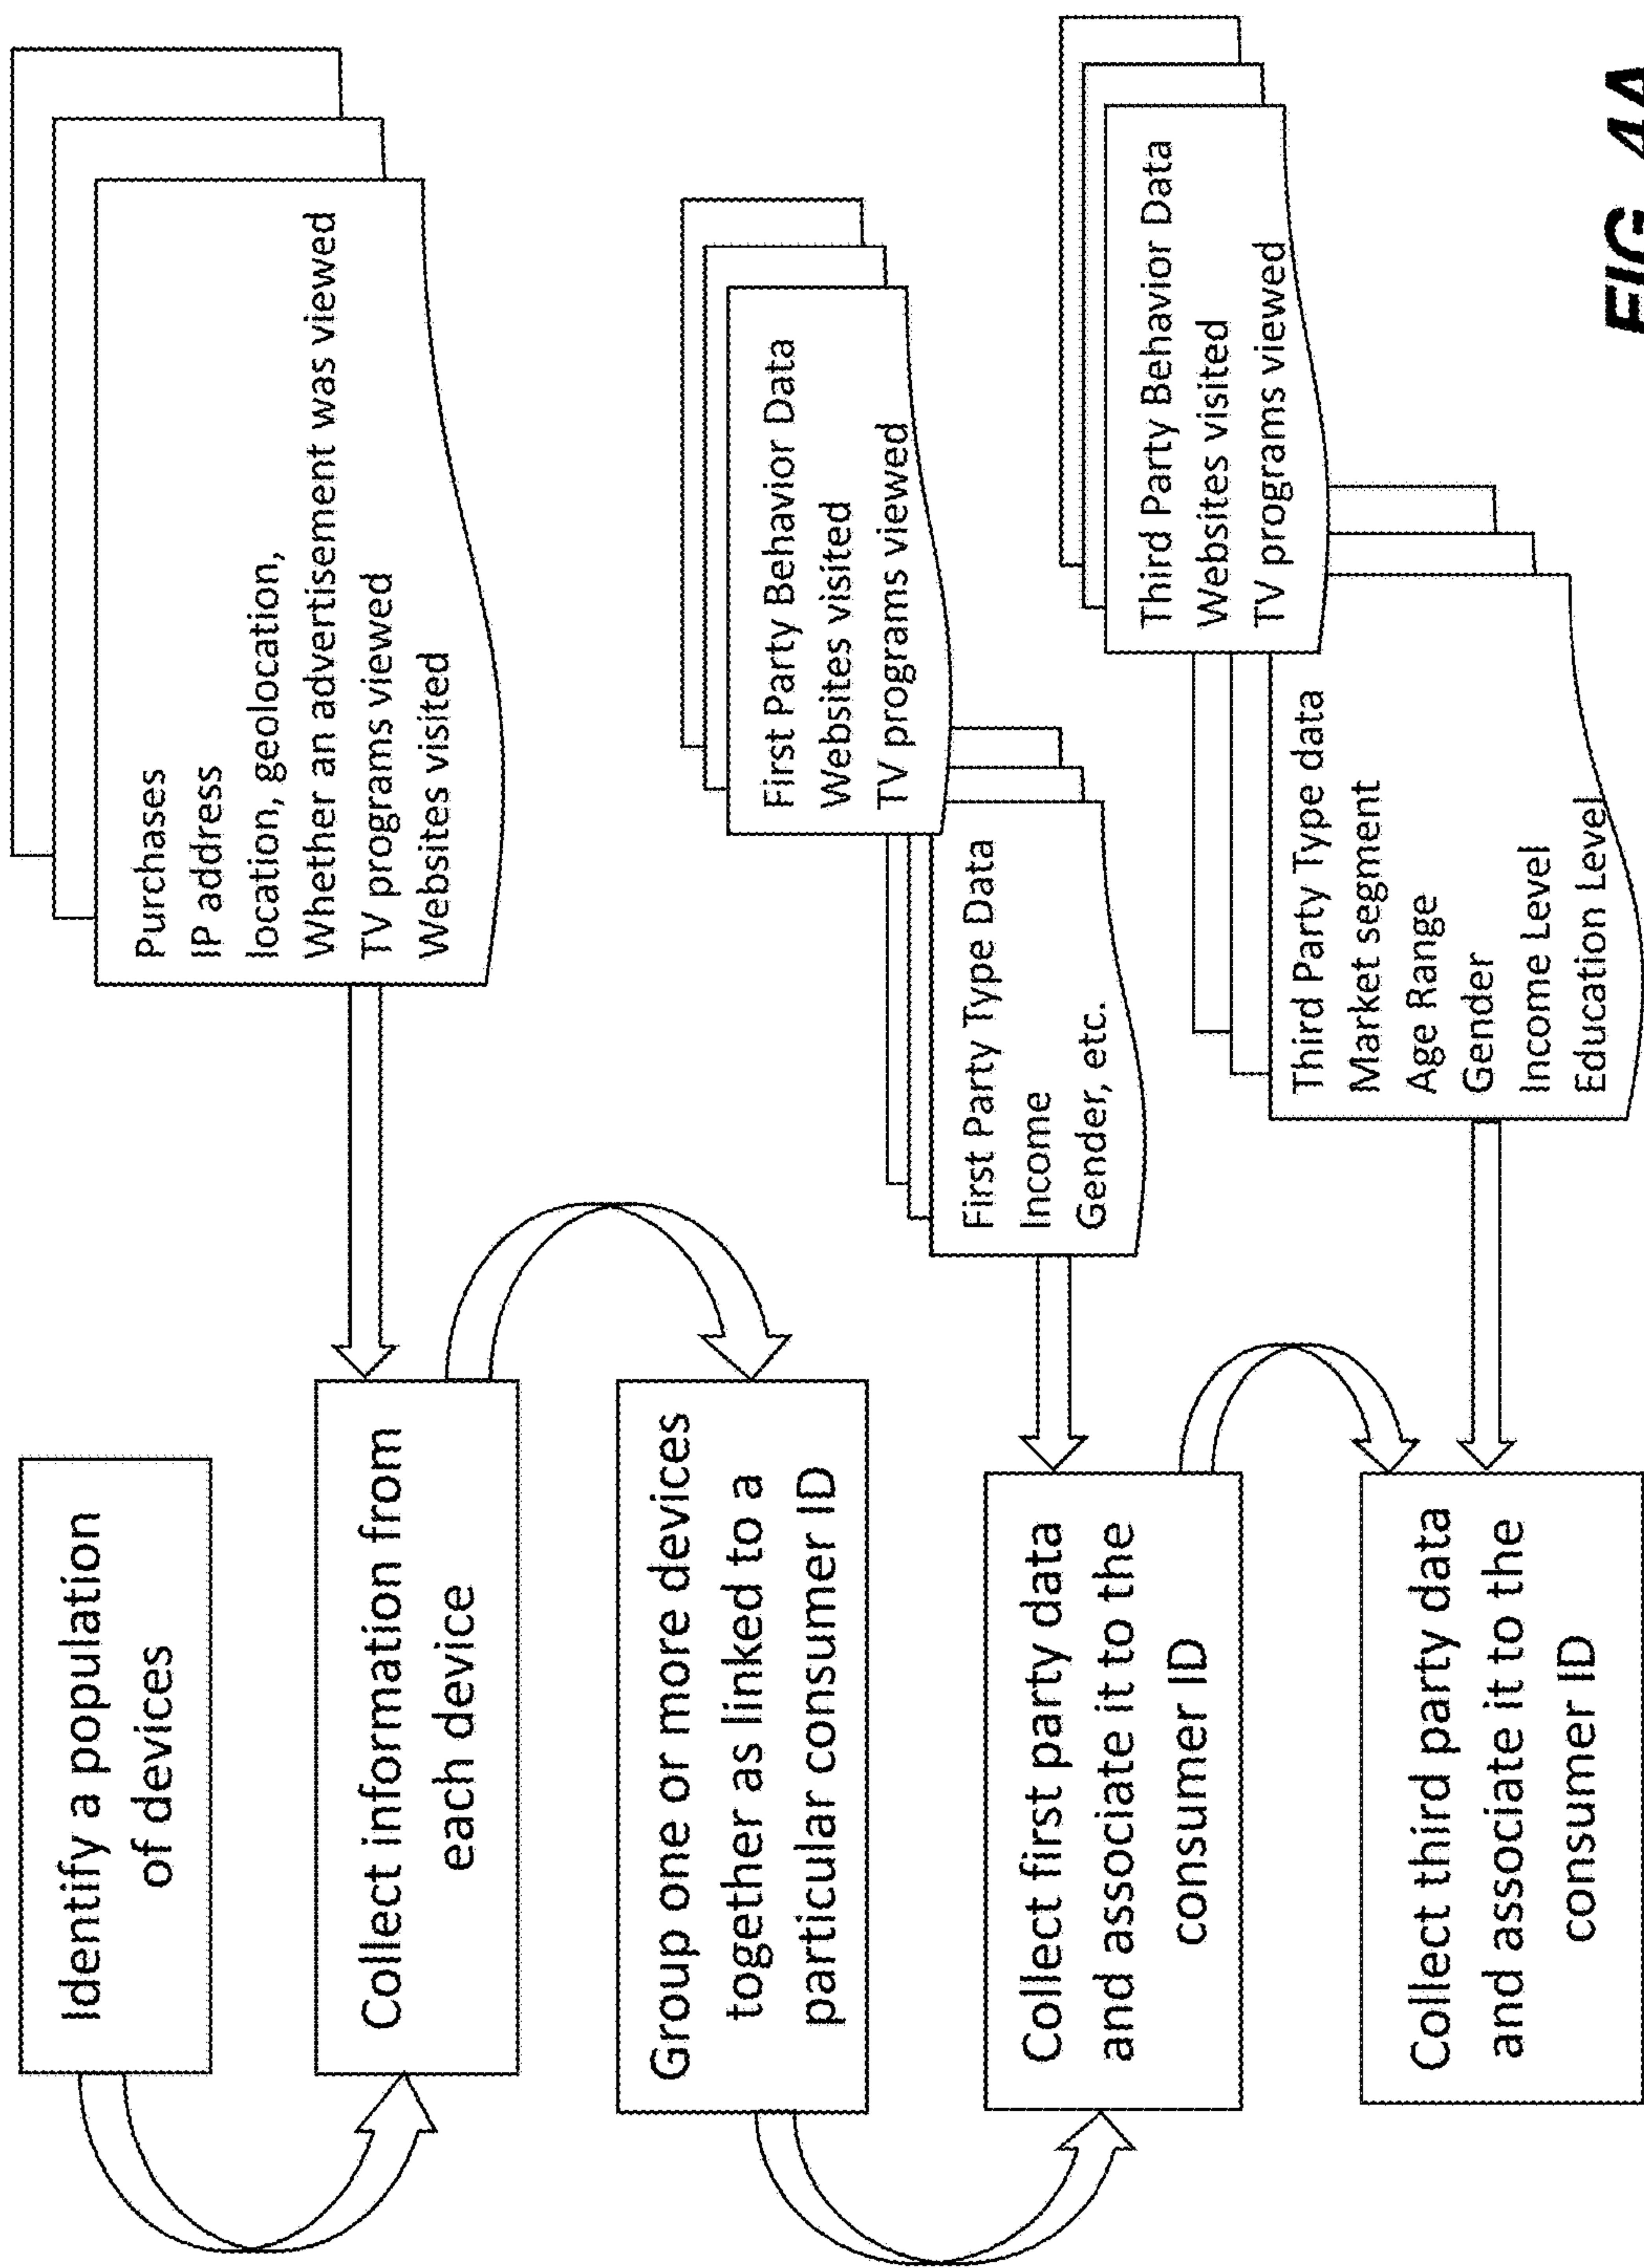 Identify a population
of devices
Collect information from
each device
Purchases
IP address
location, geolocation,
Whether an advertisement was viewed
TV programs viewed
Websites visited
Group one or more devices
together as linked to a
particular consumer ID
First Party Behavior Data
Websites visited
TV programs viewed
First Party Type Data
Income
Gender, etc.
Collect first party data
and associate it to the
consumer ID
Third Party Behavior Data
Websites visited
TV programs viewed
Third Party Type data
Market segment
Age Range
Gender
Income Level
Education Level
Collect third party data
and associate it to the
consumer ID
FIG. 4A